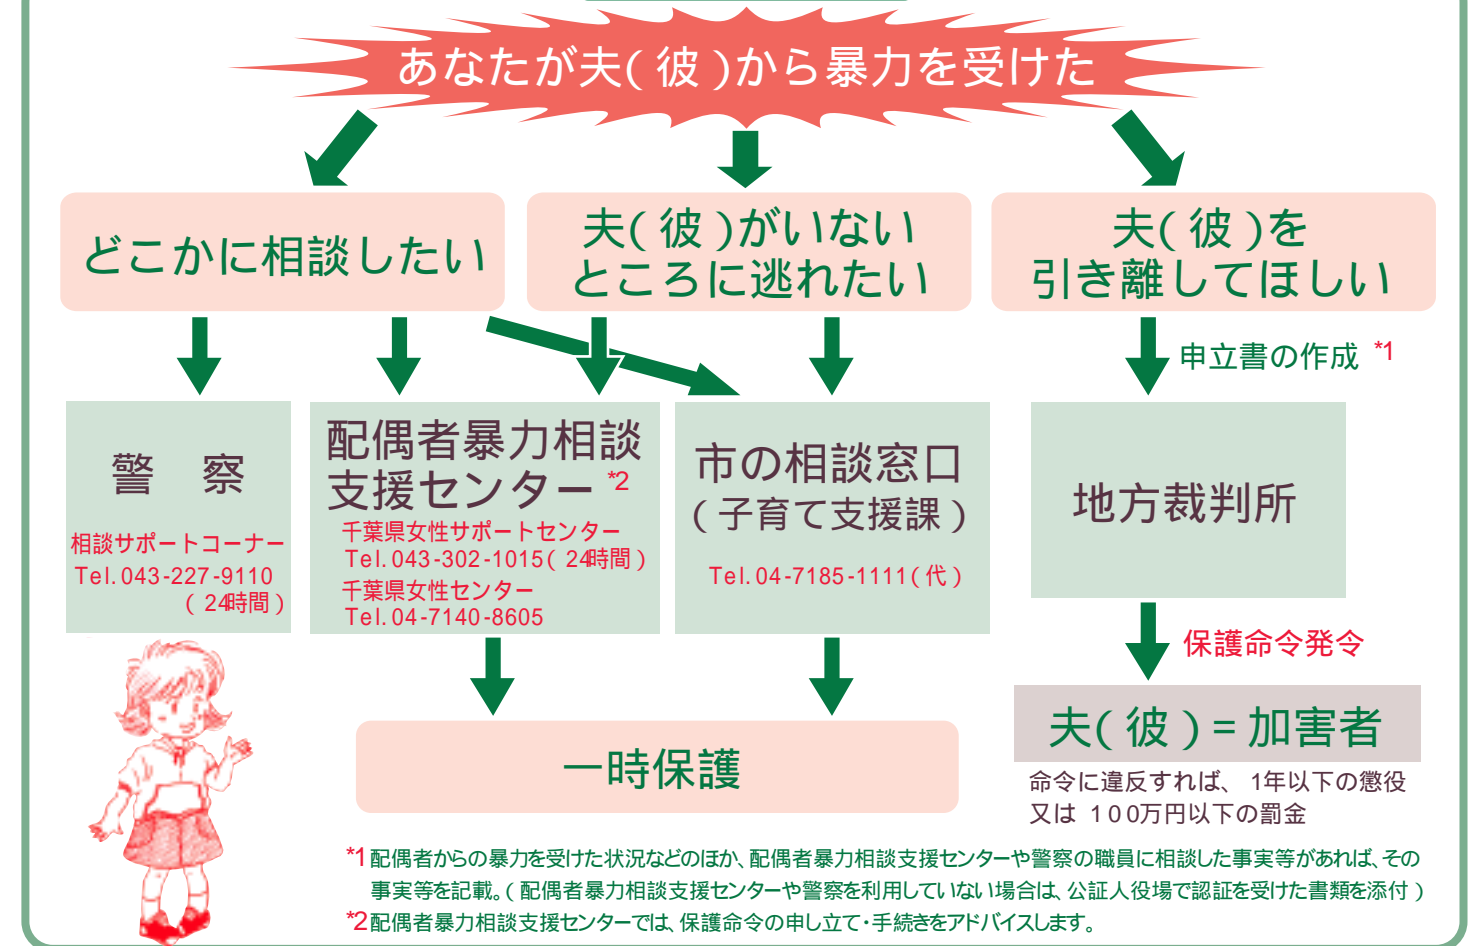 あなたが夫(彼)から暴力を受けた
どこかに相談したい
夫(彼)がいない
ところに逃れたい
夫(彼)を
引き離してほしい
申立書の作成 *1
警 察
相談サポートコーナー
Tel.043-227-9110
(24時間)
配偶者暴力相談
支援センター *2
千葉県女性サポートセンター
Tel.043-302-1015(24時間)
千葉県女性センター
Tel.04-7140-8605
市の相談窓口
(子育て支援課)
Tel.04-7185-1111(代)
地方裁判所
保護命令発令
一時保護
夫(彼)=加害者
命令に違反すれば、1年以下の懲役
又は 100万円以下の罰金
*1 配偶者からの暴力を受けた状況などのほか、配偶者暴力相談支援センターや警察の職員に相談した事実等があれば、その
事実等を記載。(配偶者暴力相談支援センターや警察を利用していない場合は、公証人役場で認証を受けた書類を添付)
*2 配偶者暴力相談支援センターでは、保護命令の申し立て・手続きをアドバイスします。